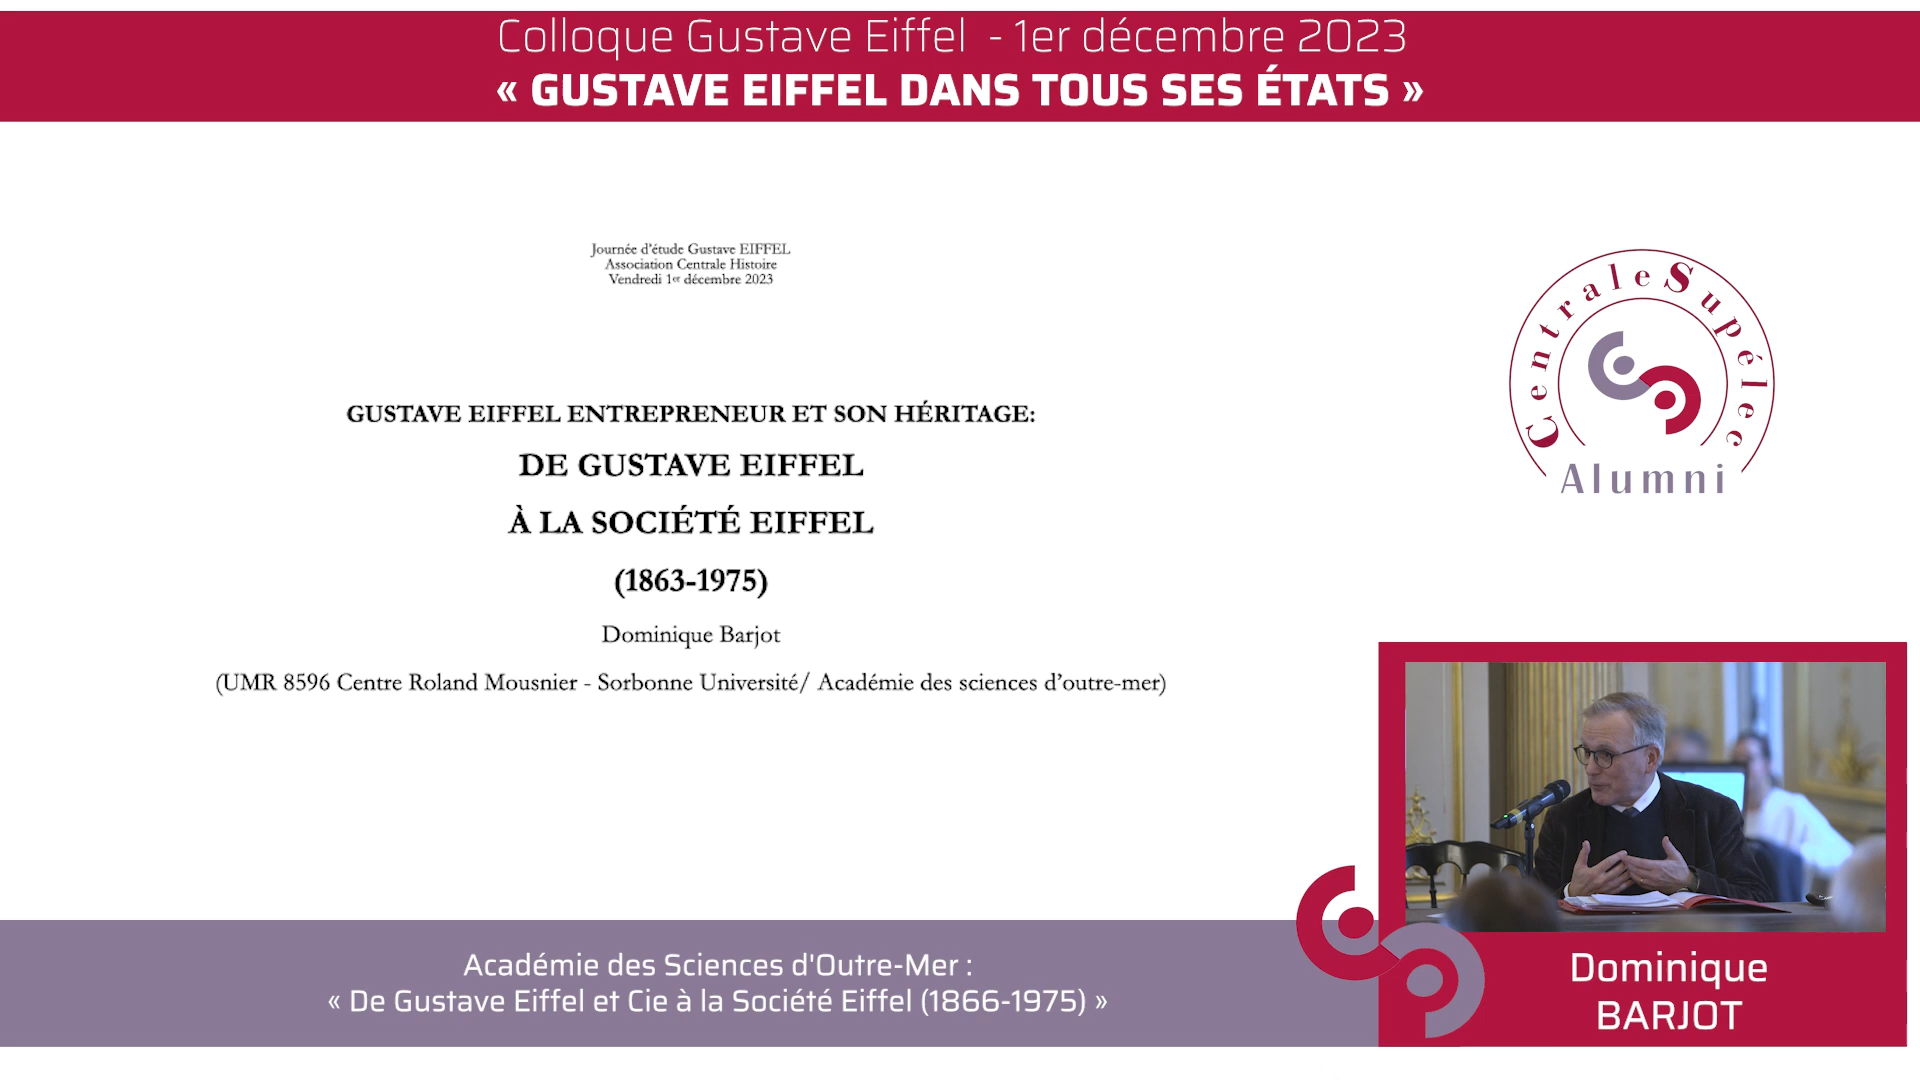 Colloque Gustave Eiffel - 1er décembre 2023
« GUSTAVE EIFFEL DANS TOUS SES ÉTATS »
Journée d'étude Gustave EIFFEL
Association Centrale Histoire
Vendredi 1er décembre 2023
GUSTAVE EIFFEL ENTREPRENEUR ET SON HÉRITAGE:
DE GUSTAVE EIFFEL
À LA SOCIÉTÉ EIFFEL
(1863-1975)
Dominique Barjot
(UMR 8596 Centre Roland Mousnier - Sorbonne Université/ Académie des sciences d'outre-mer)
CentraleSupélec
Alumni
Académie des Sciences d'Outre-Mer :
« De Gustave Eiffel et Cie à la Société Eiffel (1866-1975) »
Dominique
BARJOT